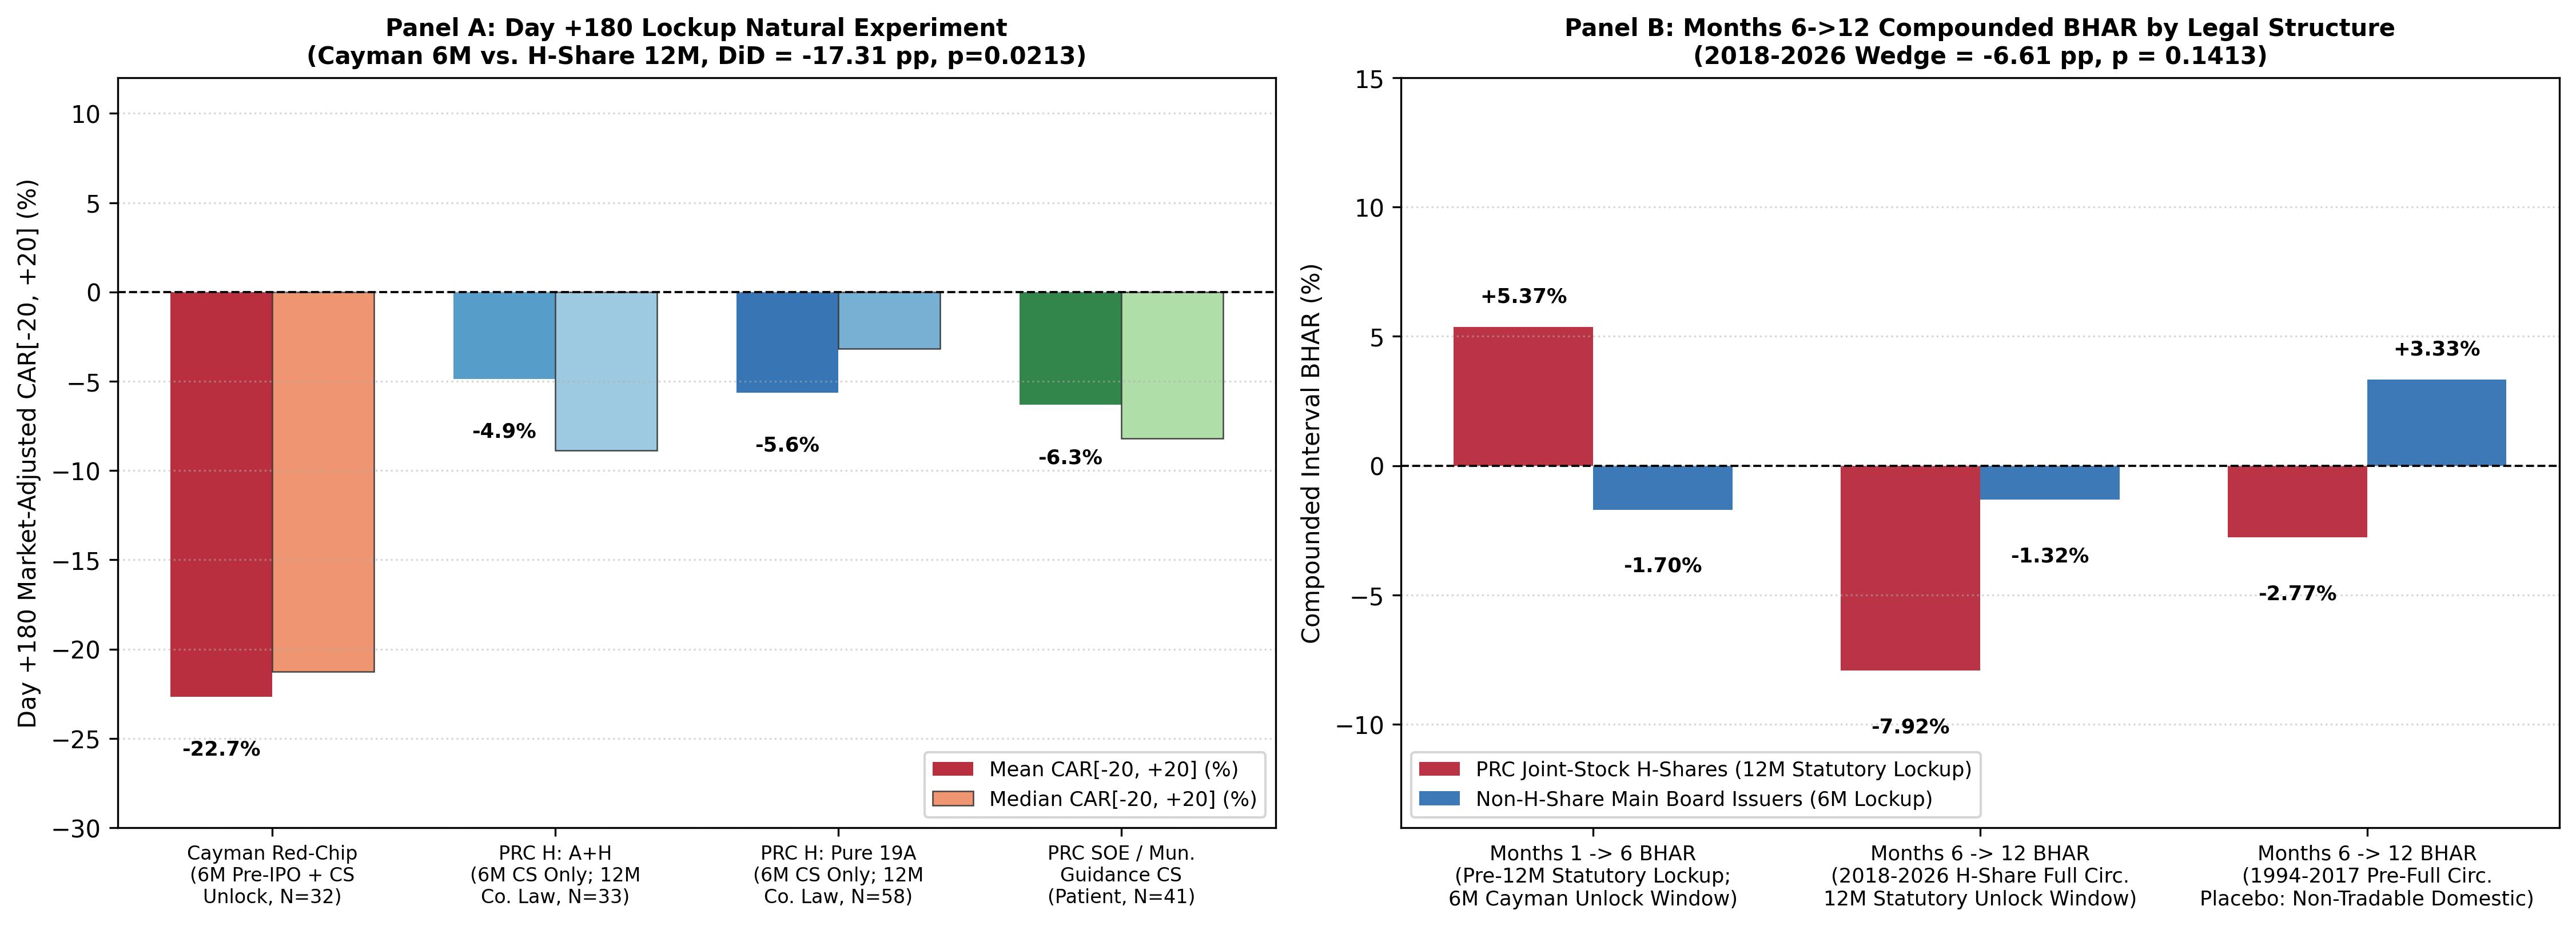 Panel A: Day +180 Lockup Natural Experiment
(Cayman 6M vs. H-Share 12M, DiD = -17.31 pp, p=0.0213)
Day +180 Market-Adjusted CAR[-20, +20] (%)
10
5
0
−5
−10
−15
−20
−25
−30
-22.7%
-4.9%
-5.6%
-6.3%
Mean CAR[-20, +20] (%)
Median CAR[-20, +20] (%)
Cayman Red-Chip
(6M Pre-IPO + CS
Unlock, N=32)
PRC H: A+H
(6M CS Only; 12M
Co. Law, N=33)
PRC H: Pure 19A
(6M CS Only; 12M
Co. Law, N=58)
PRC SOE / Mun.
Guidance CS
(Patient, N=41)
Panel B: Months 6->12 Compounded BHAR by Legal Structure
(2018-2026 Wedge = -6.61 pp, p = 0.1413)
Compounded Interval BHAR (%)
15
10
5
0
−5
−10
+5.37%
-1.70%
-7.92%
-1.32%
-2.77%
+3.33%
PRC Joint-Stock H-Shares (12M Statutory Lockup)
Non-H-Share Main Board Issuers (6M Lockup)
Months 1 -> 6 BHAR
(Pre-12M Statutory Lockup;
6M Cayman Unlock Window)
Months 6 -> 12 BHAR
(2018-2026 H-Share Full Circ.
12M Statutory Unlock Window)
Months 6 -> 12 BHAR
(1994-2017 Pre-Full Circ.
Placebo: Non-Tradable Domestic)